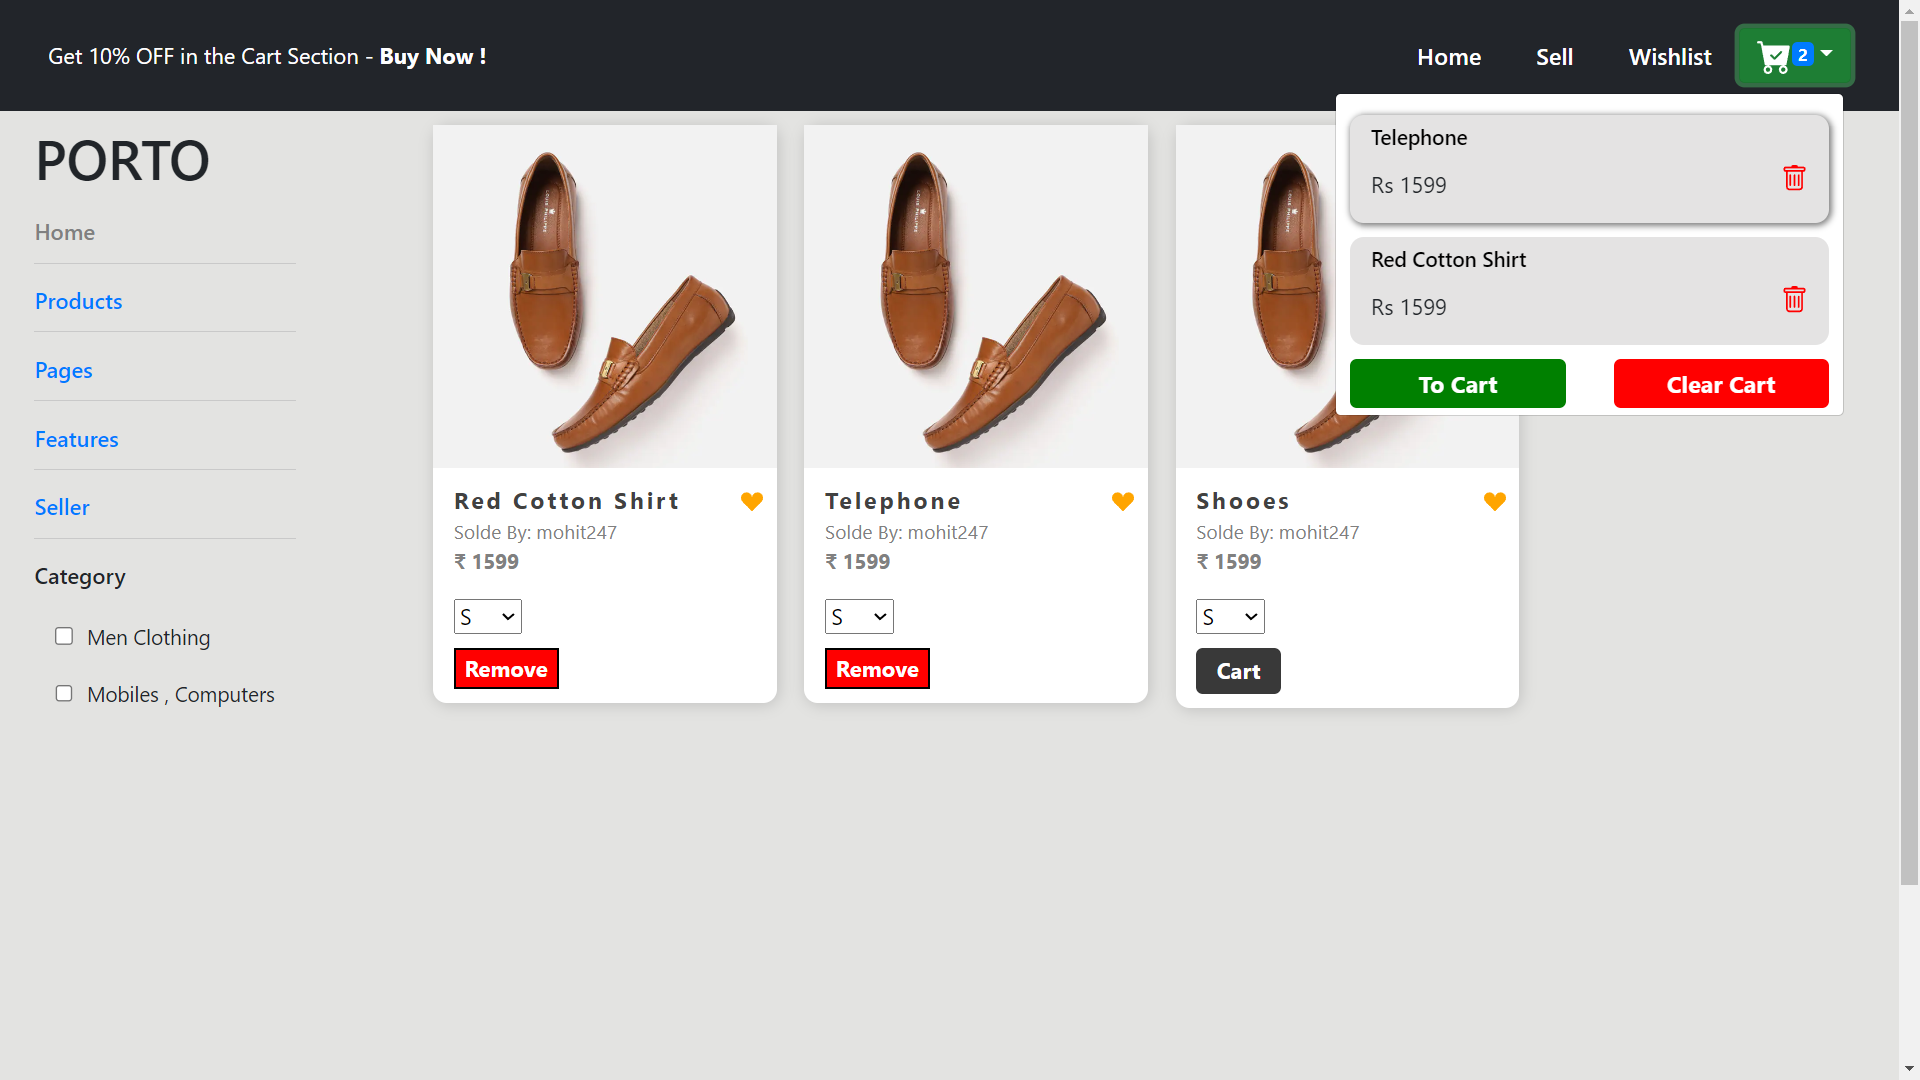 Get 10% OFF in the Cart Section - Buy Now !
Home
Sell
Wishlist
2
Telephone
Rs 1599
Red Cotton Shirt
Rs 1599
To Cart
Clear Cart
PORTO
Home
Products
Pages
Features
Seller
Category
Men Clothing
Mobiles , Computers
Red Cotton Shirt
Solde By: mohit247
₹ 1599
S
Remove
Telephone
Solde By: mohit247
₹ 1599
S
Remove
Shooes
Solde By: mohit247
₹ 1599
S
Cart